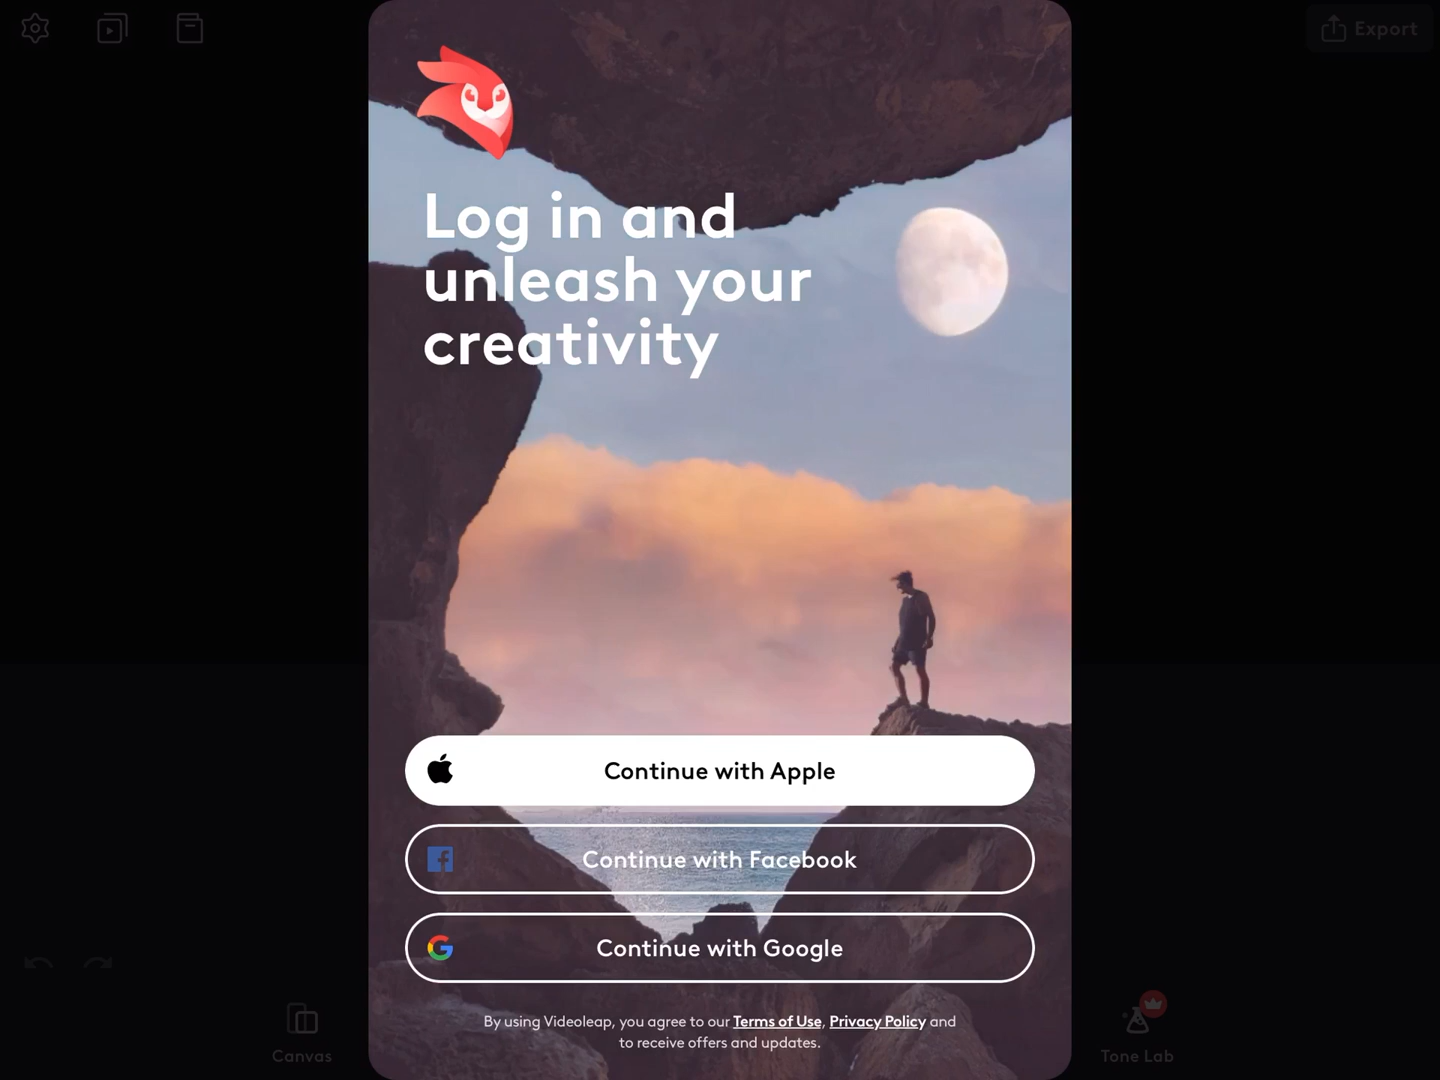 Export
Log in and
unleash your
creativity
Continue with Apple
Continue with Facebook
Continue with Google
By using Videoleap, you agree to our Terms of Use, Privacy Policy and
to receive offers and updates.
Canvas
Tone Lab